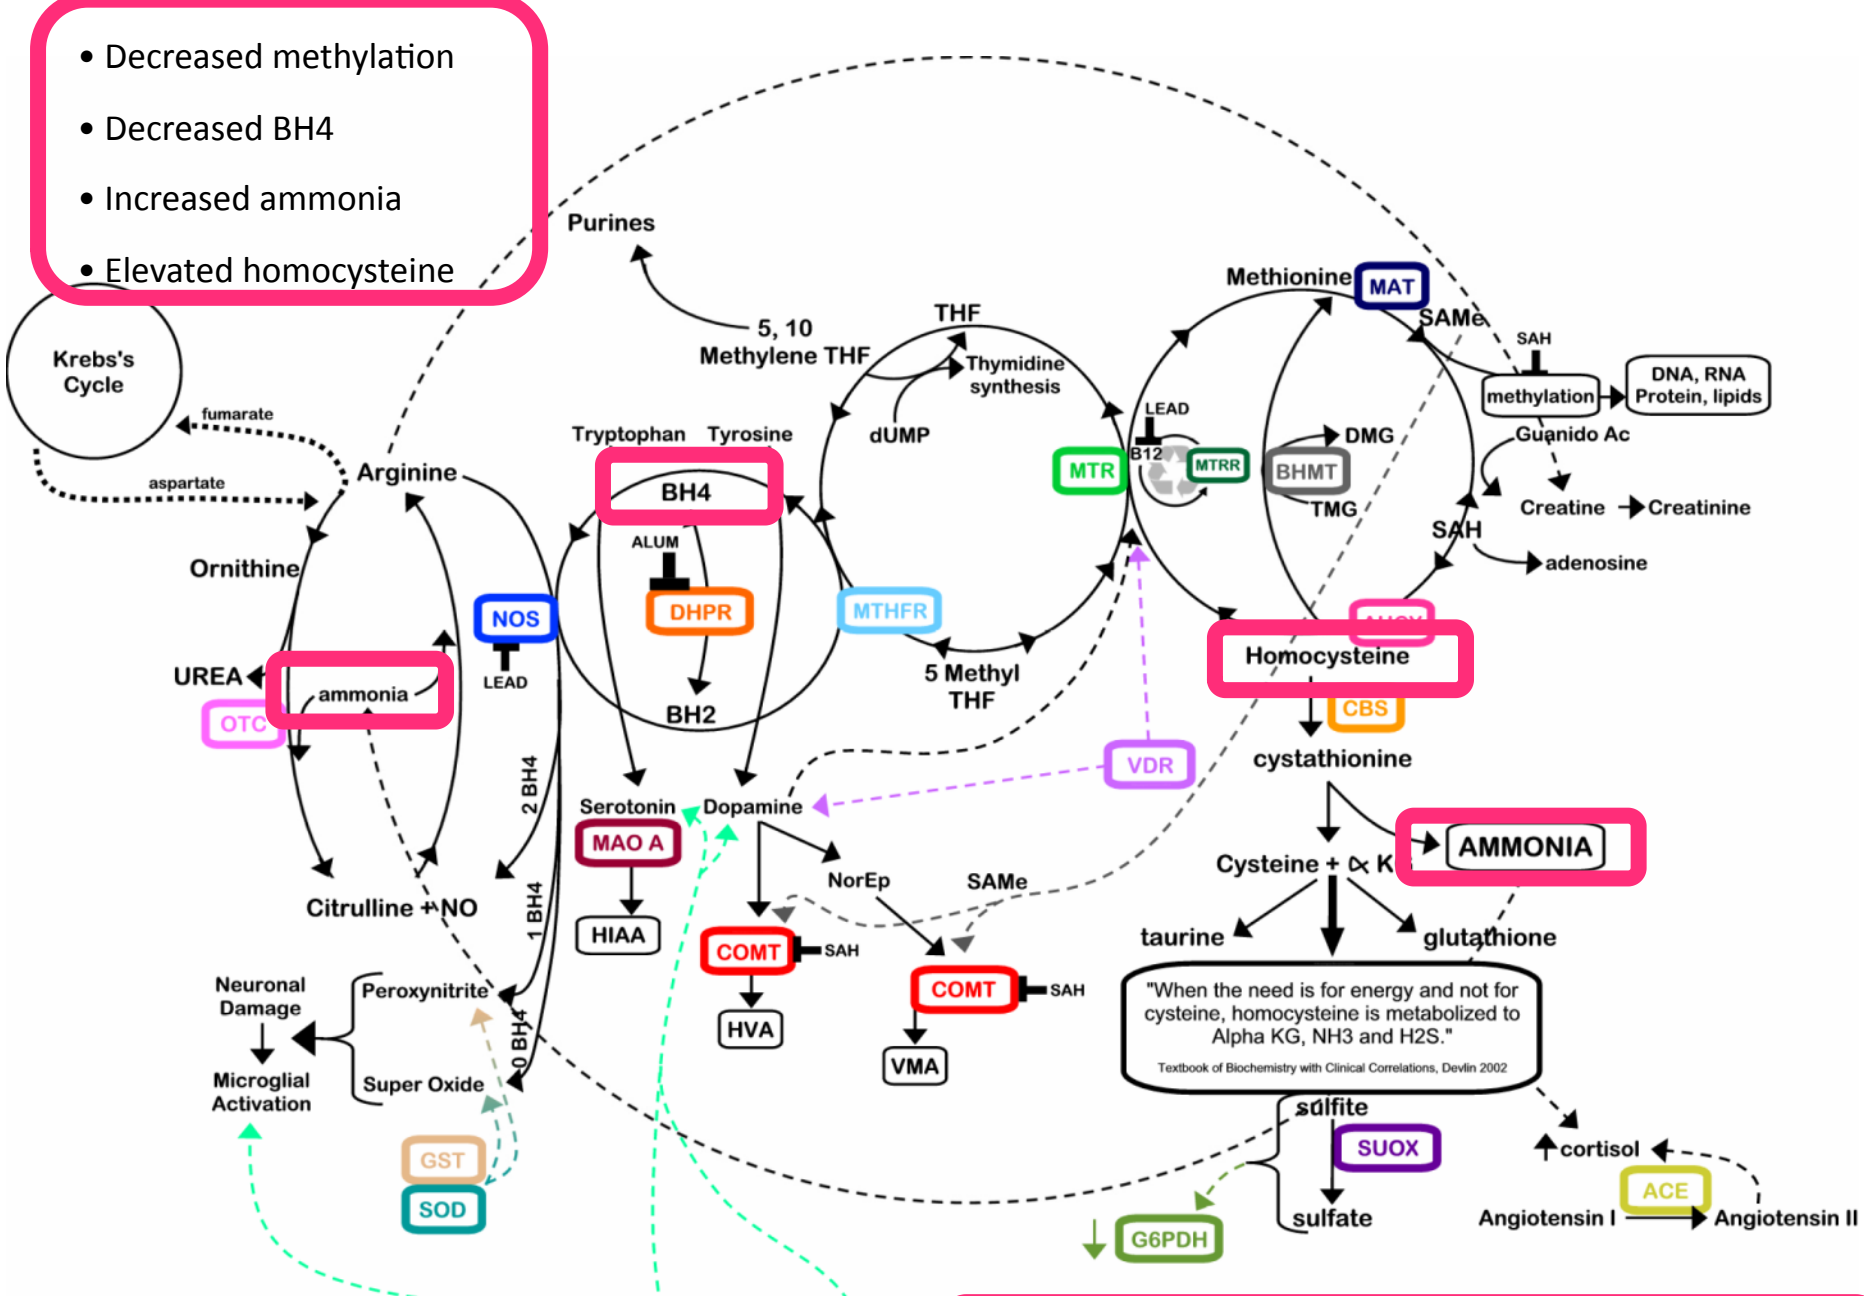 • Decreased methylation
• Decreased BH4
• Increased ammonia
• Elevated homocysteine
Purines
5, 10
Methylene THF
THF
Thymidine
synthesis
dUMP
Methionine
MAT
SAMe
SAH
methylation
DNA, RNA
Protein, lipids
Guanido Ac
Creatine
Creatinine
SAH
adenosine
LEAD
B12
MTR
MTRR
BHMT
DMG
TMG
Krebs's
Cycle
fumarate
aspartate
Arginine
Ornithine
UREA
ammonia
OTC
Citrulline + NO
NOS
LEAD
Tryptophan
Tyrosine
BH4
ALUM
DHPR
BH2
MTHFR
5 Methyl
THF
AHCY
Homocysteine
CBS
cystathionine
AMMONIA
Cysteine + α K
taurine
glutathione
VDR
2 BH4
1 BH4
0 BH4
Serotonin
Dopamine
MAO A
HIAA
NorEp
SAMe
COMT
SAH
HVA
COMT
SAH
VMA
Neuronal
Damage
Microglial
Activation
Peroxynitrite
Super Oxide
GST
SOD
"When the need is for energy and not for
cysteine, homocysteine is metabolized to
Alpha KG, NH3 and H2S."
Textbook of Biochemistry with Clinical Correlations, Devlin 2002
sulfite
SUOX
sulfate
G6PDH
cortisol
ACE
Angiotensin I
Angiotensin II